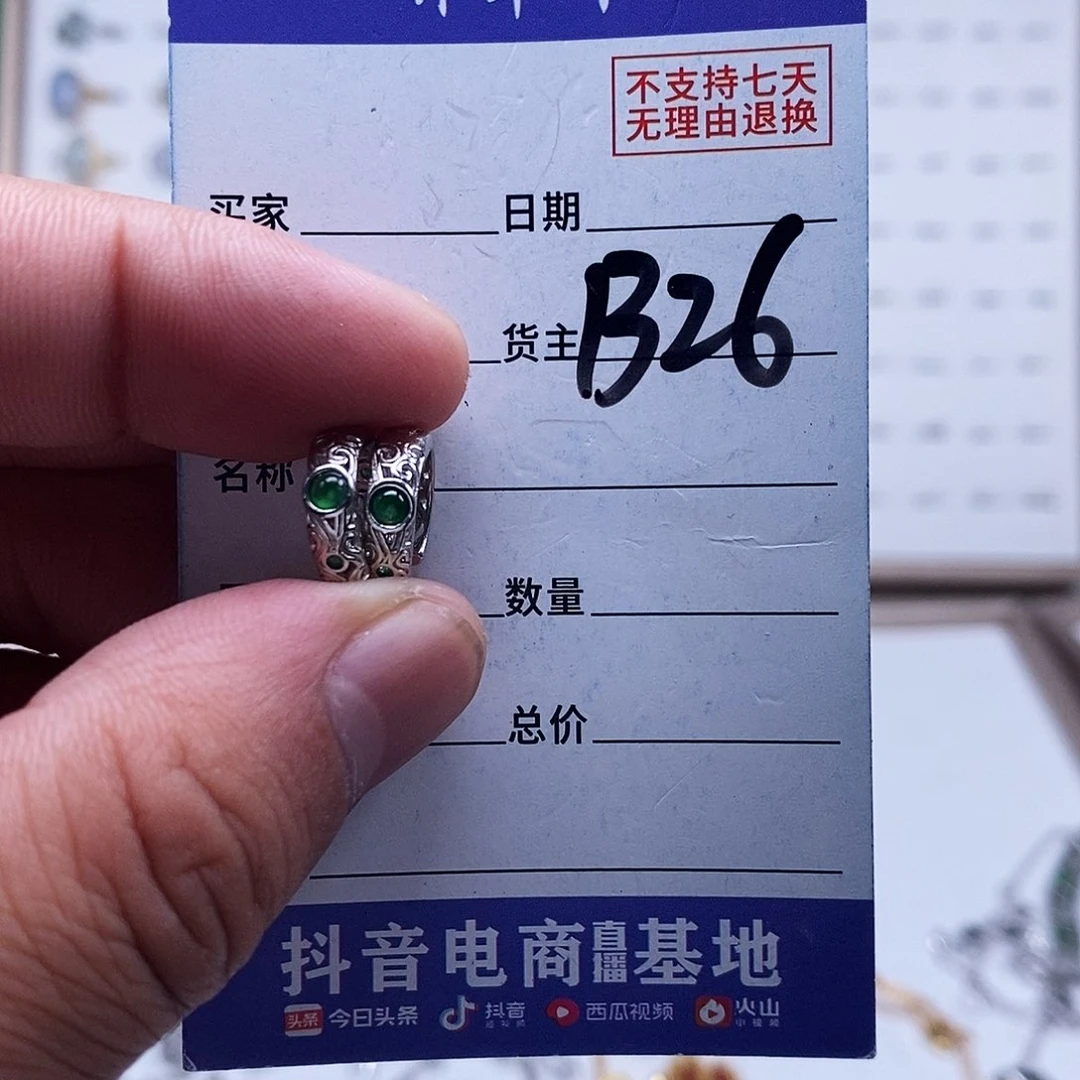 不支持七天
无理由退换
买家 日期
货主 B26
名称
数量
总价
抖音电商直播基地
头条 今日头条 抖音 西瓜视频 火山